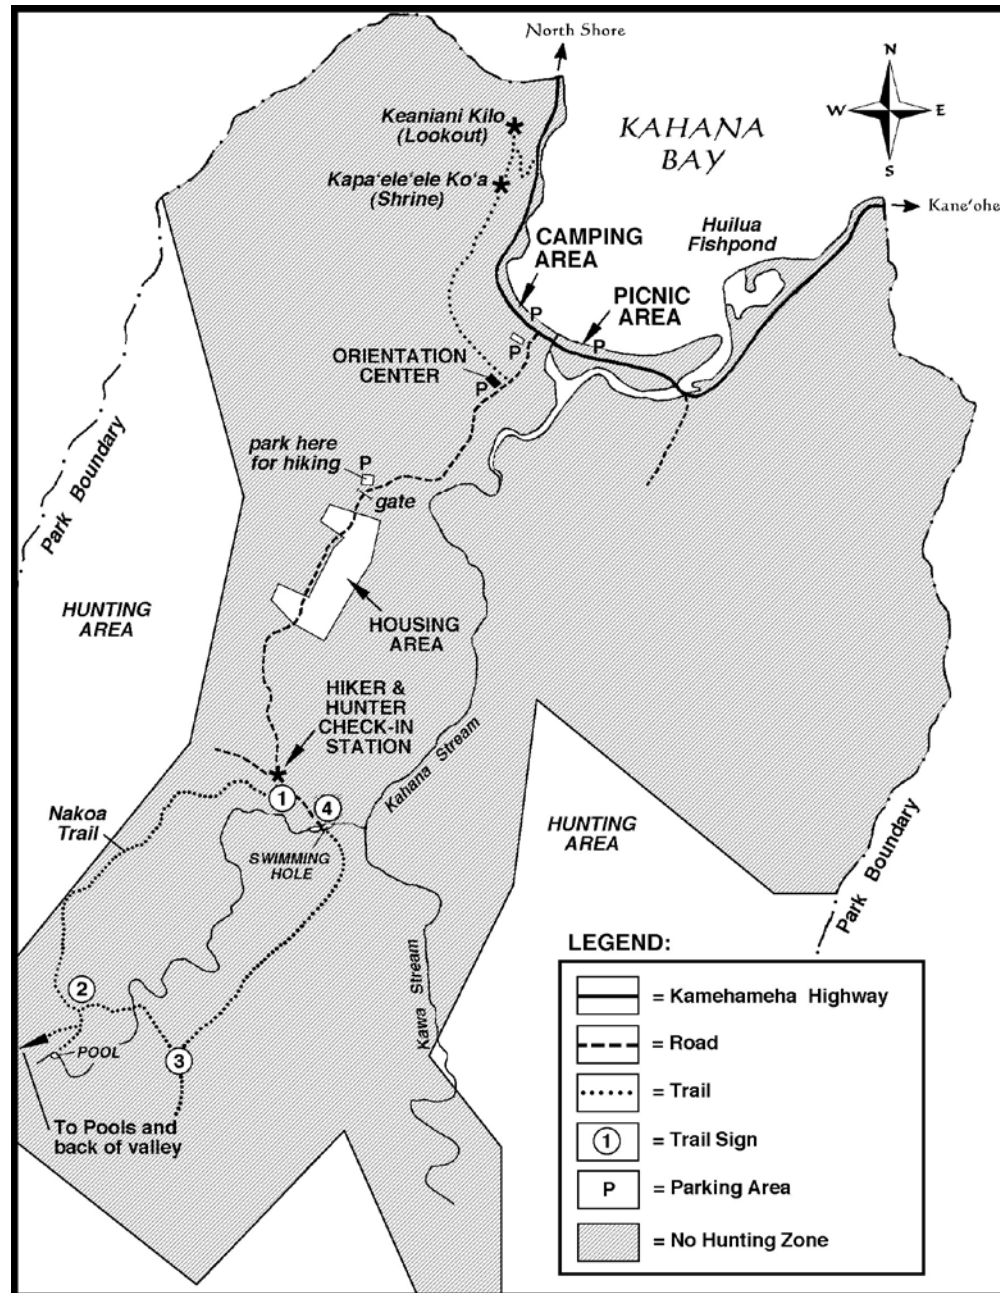 North Shore
N
W
E
S
Keaniani Kilo
(Lookout)
KAHANA
BAY
Kapa‘ele‘ele Ko‘a
(Shrine)
Kane‘ohe
Huilua
Fishpond
CAMPING
AREA
PICNIC
AREA
P
P
P
ORIENTATION
CENTER
P
park here
for hiking
P
gate
Park Boundary
HUNTING
AREA
HOUSING
AREA
HIKER &
HUNTER
CHECK-IN
STATION
Kahana Stream
1
4
Nakoa
Trail
SWIMMING
HOLE
HUNTING
AREA
Park Boundary
Kawa Stream
2
POOL
3
To Pools and
back of valley
LEGEND:
= Kamehameha Highway
= Road
= Trail
1 = Trail Sign
P = Parking Area
= No Hunting Zone